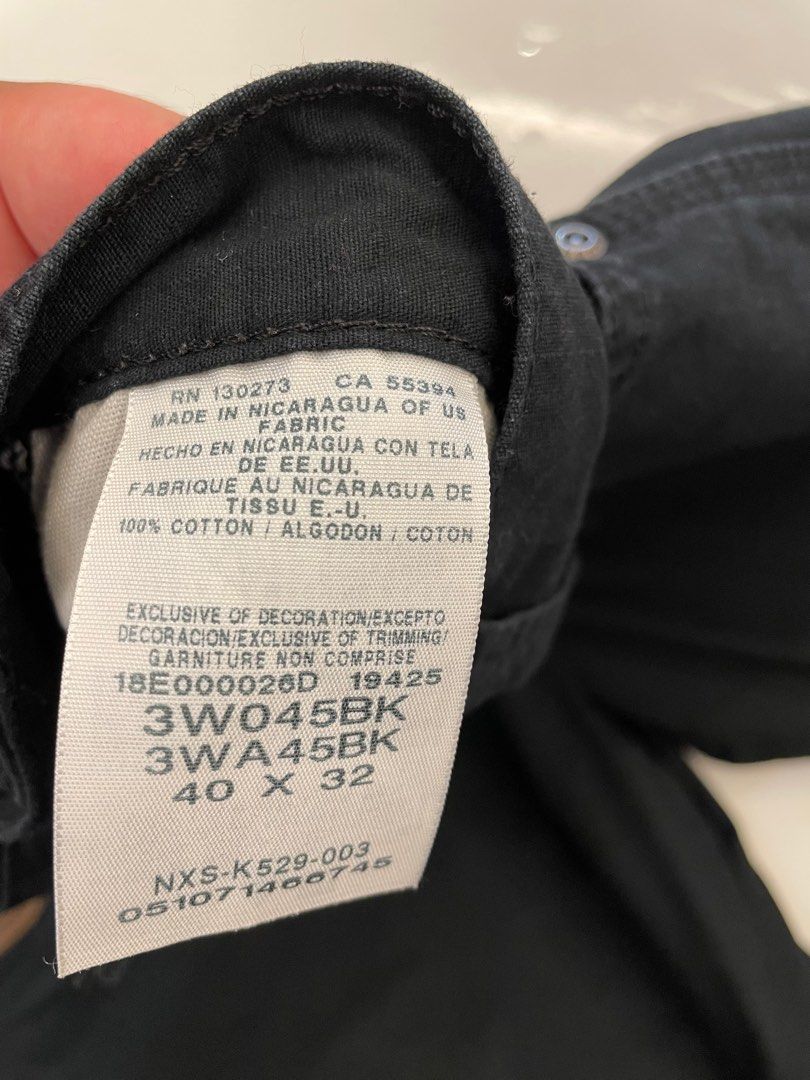 RN 130273 CA 55394
MADE IN NICARAGUA OF US
FABRIC
HECHO EN NICARAGUA CON TELA
DE EE.UU.
FABRIQUE AU NICARAGUA DE
TISSU E.-U.
100% COTTON / ALGODON / COTON
EXCLUSIVE OF DECORATION/EXCEPTO
DECORACION/EXCLUSIVE OF TRIMMING/
GARNITURE NON COMPRISE
18E000026D 19425
3W045BK
3WA45BK
40 X 32
NXS-K529-003
051071466745